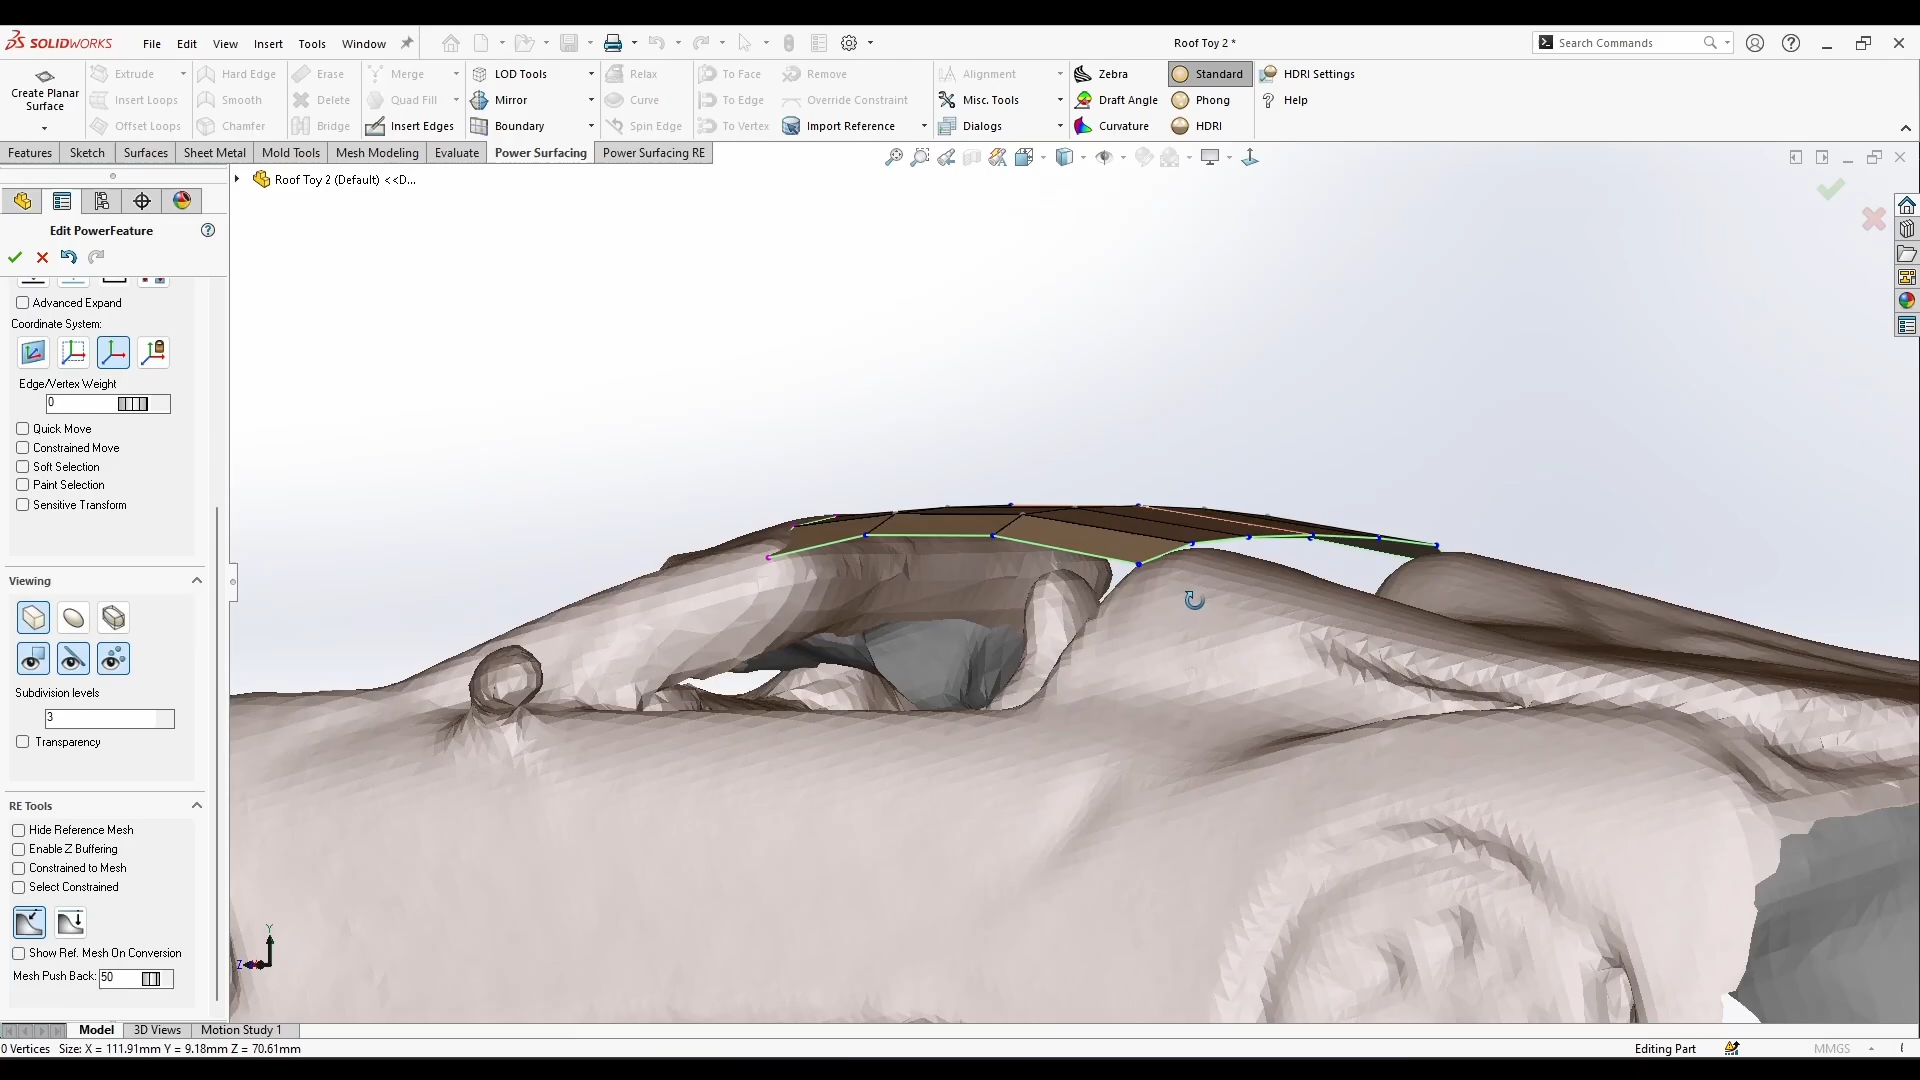 SOLIDWORKS File Edit View Insert Tools Window Roof Toy 2 * Search Commands
Create Planar Surface
Extrude Hard Edge Erase Merge LOD Tools Relax To Face Remove Alignment Zebra Standard HDRI Settings
Insert Loops Smooth Delete Quad Fill Mirror Curve To Edge Override Constraint Misc. Tools Draft Angle Phong Help
Offset Loops Chamfer Bridge Insert Edges Boundary Spin Edge To Vertex Import Reference Dialogs Curvature HDRI
Features Sketch Surfaces Sheet Metal Mold Tools Mesh Modeling Evaluate Power Surfacing Power Surfacing RE
Roof Toy 2 (Default) <<D...
Edit PowerFeature
Advanced Expand
Coordinate System:
Edge/Vertex Weight
0
Quick Move
Constrained Move
Soft Selection
Paint Selection
Sensitive Transform
Viewing
Subdivision levels
3
Transparency
RE Tools
Hide Reference Mesh
Enable Z Buffering
Constrained to Mesh
Select Constrained
Show Ref. Mesh On Conversion
Mesh Push Back: 50
Y
Z
Model 3D Views Motion Study 1
0 Vertices Size: X = 111.91mm Y = 9.18mm Z = 70.61mm Editing Part MMGS